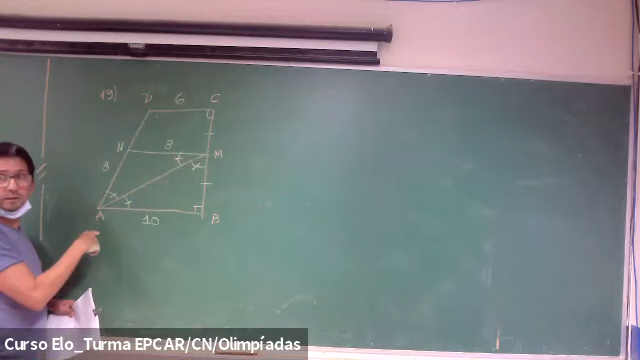 19) D 6 C
N 8 M
8 x x
x x
A 10 B
Curso Elo_Turma EPCAR/CN/Olimpíadas